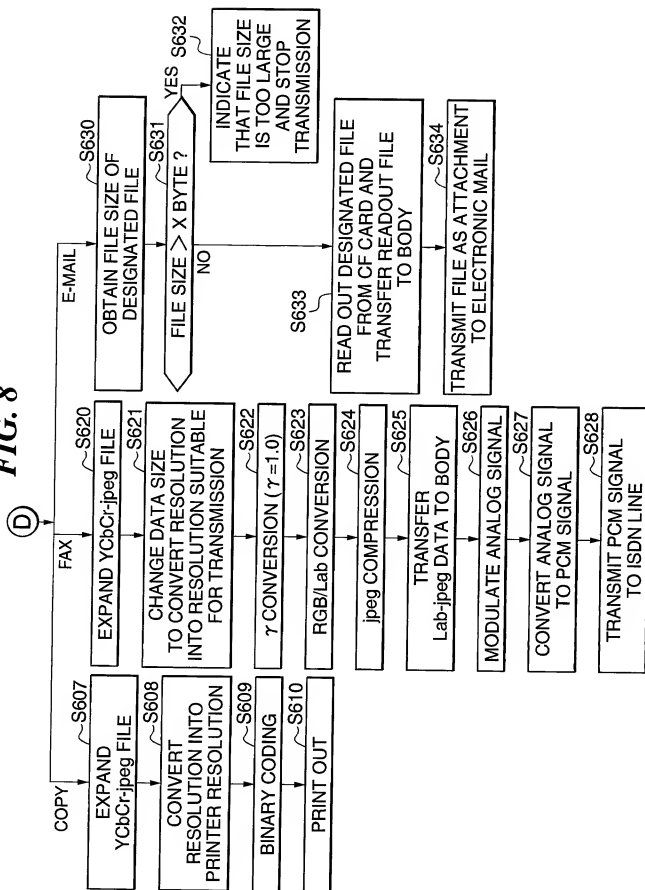 FIG. 8
D
COPY
S607
EXPAND
YCbCr-jpeg FILE
S608
CONVERT
RESOLUTION INTO
PRINTER RESOLUTION
S609
BINARY CODING
S610
PRINT OUT
FAX
S620
EXPAND YCbCr-jpeg FILE
S621
CHANGE DATA SIZE
TO CONVERT RESOLUTION
INTO RESOLUTION SUITABLE
FOR TRANSMISSION
S622
γ CONVERSION (γ=1.0)
S623
RGB/Lab CONVERSION
S624
jpeg COMPRESSION
S625
TRANSFER
Lab-jpeg DATA TO BODY
S626
MODULATE ANALOG SIGNAL
S627
CONVERT ANALOG SIGNAL
TO PCM SIGNAL
S628
TRANSMIT PCM SIGNAL
TO ISDN LINE
E-MAIL
S630
OBTAIN FILE SIZE OF
DESIGNATED FILE
S631
FILE SIZE > X BYTE ?
YES
S632
INDICATE
THAT FILE SIZE
IS TOO LARGE
AND STOP
TRANSMISSION
NO
S633
READ OUT DESIGNATED FILE
FROM CF CARD AND
TRANSFER READOUT FILE
TO BODY
S634
TRANSMIT FILE AS ATTACHMENT
TO ELECTRONIC MAIL